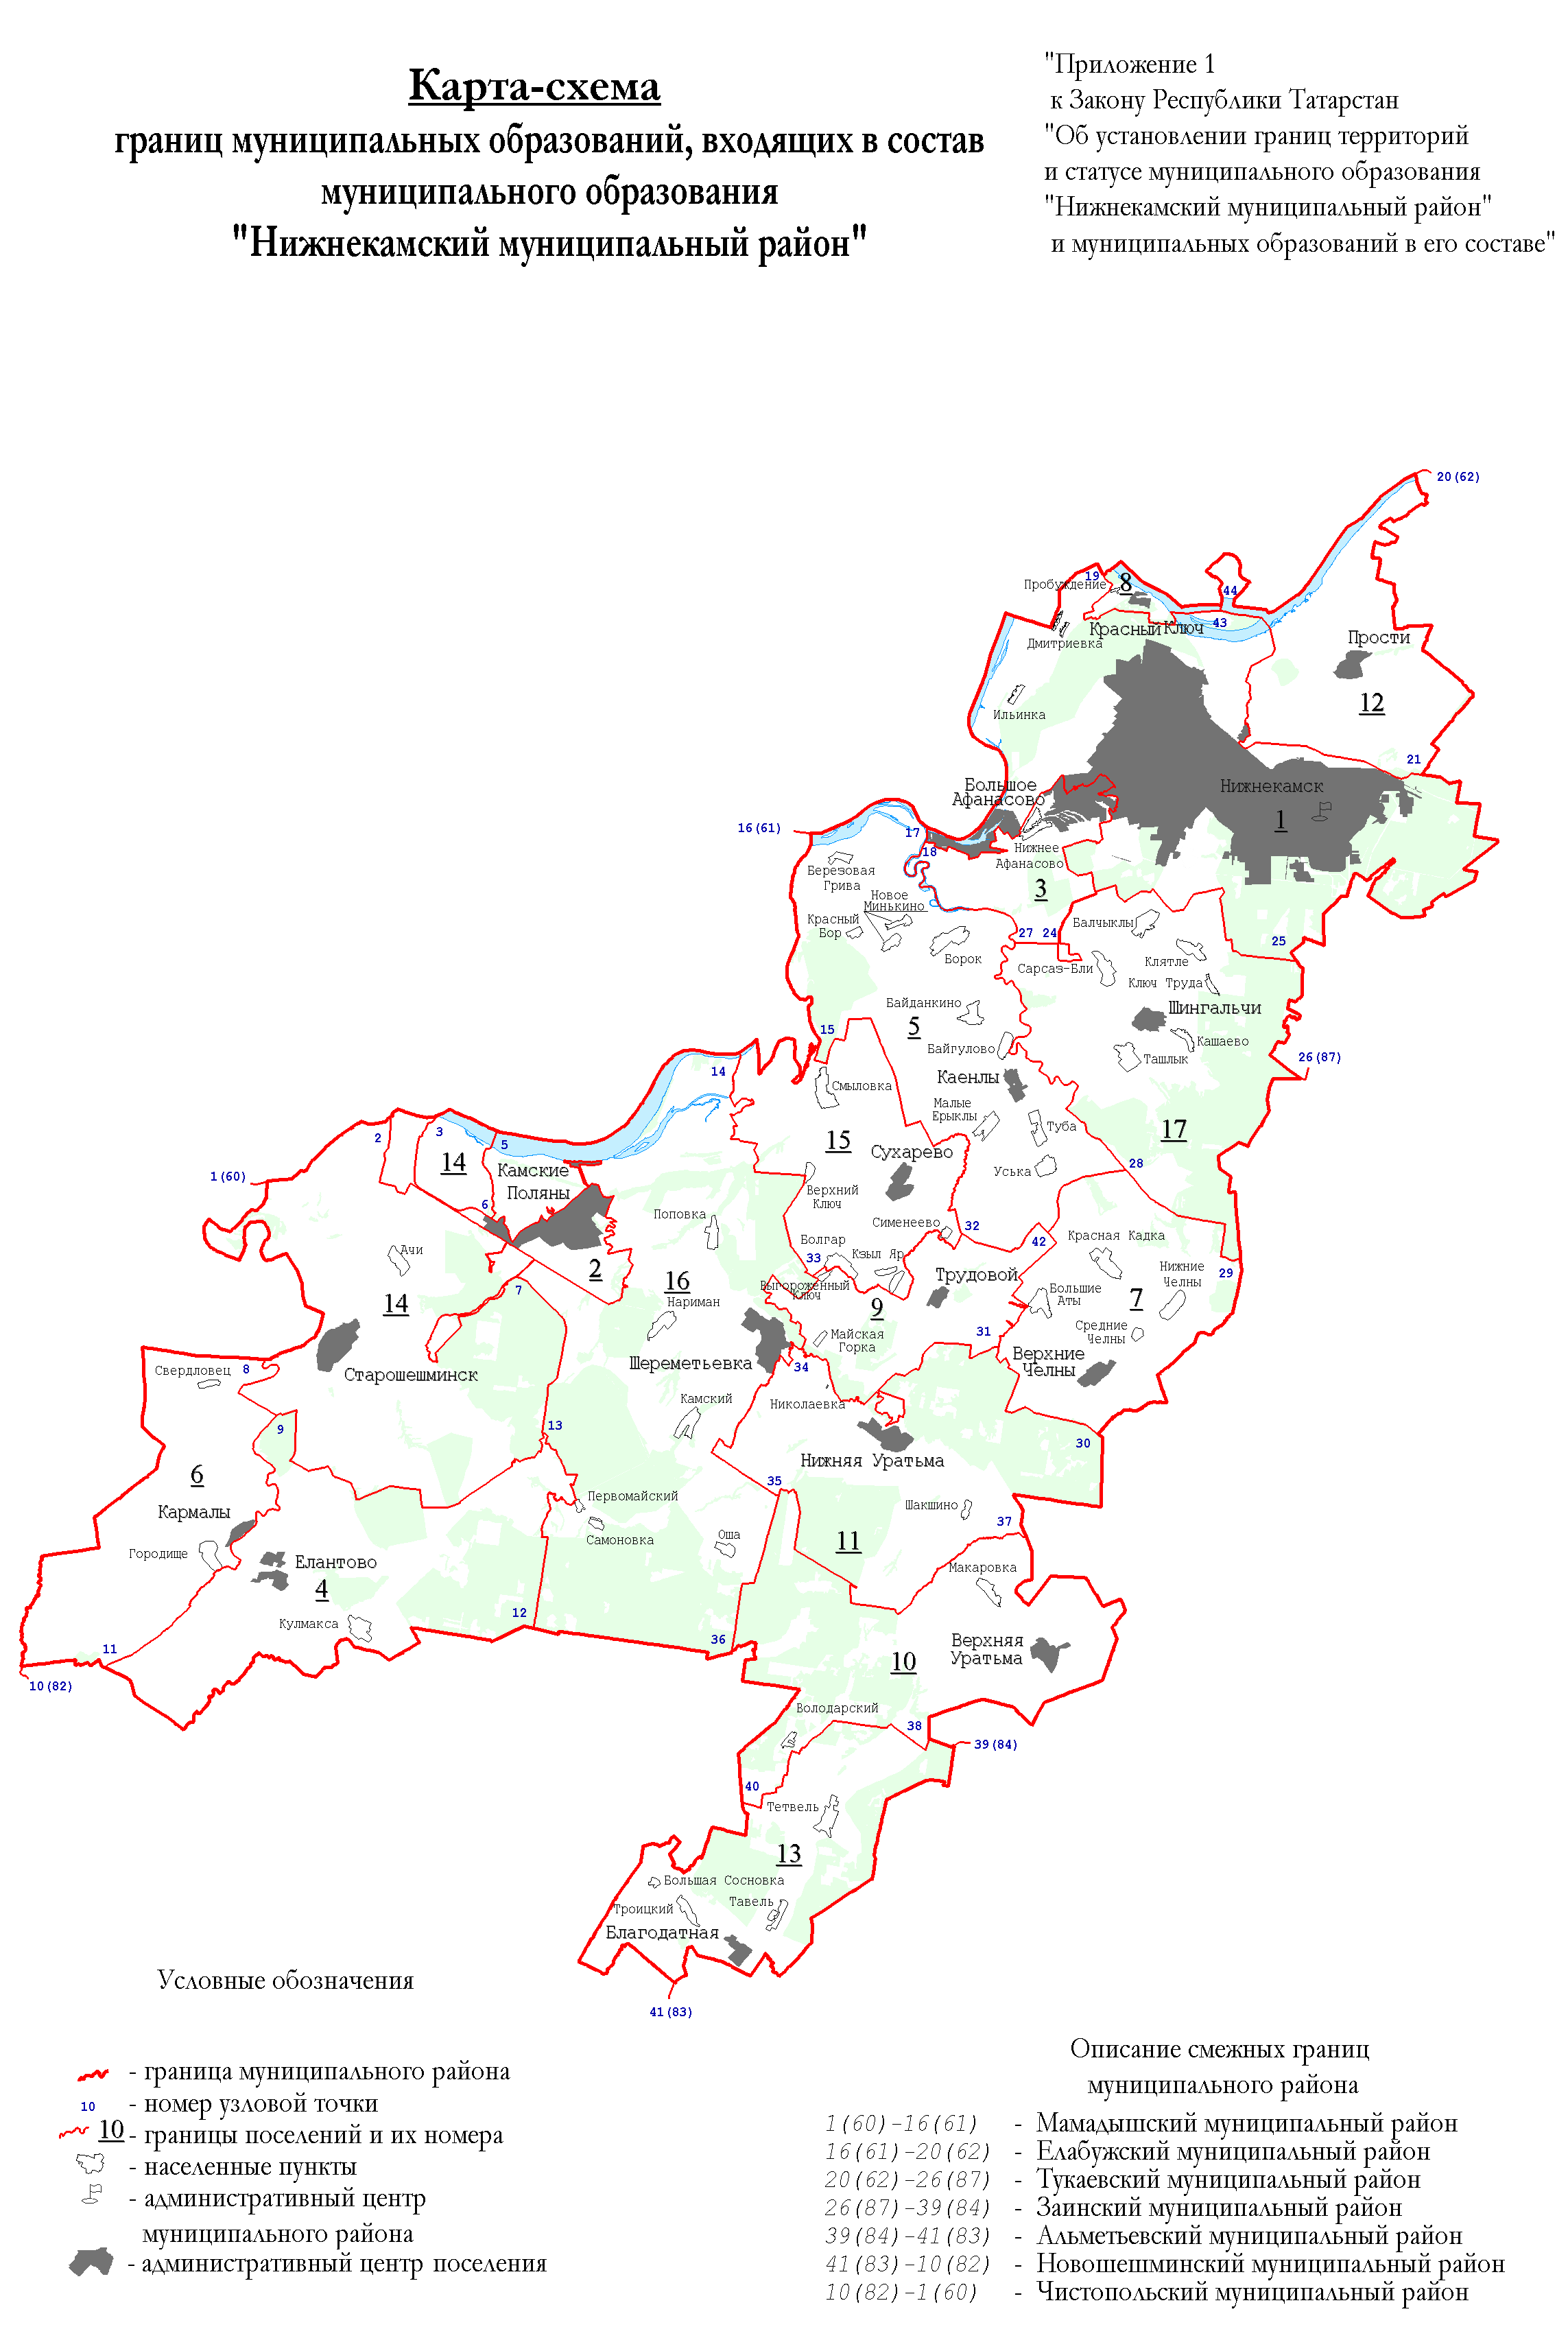 Карта-схема
границ муниципальных образований, входящих в состав
муниципального образования
"Нижнекамский муниципальный район"
"Приложение 1
к Закону Республики Татарстан
"Об установлении границ территорий
и статусе муниципального образования
"Нижнекамский муниципальный район"
и муниципальных образований в его составе"
20(62)
19
8
Пробуждение
44
43
Красный Ключ
Дмитриевка
Прости
12
Ильинка
21
Большое
Афанасово
Нижнекамск
1
16(61)
17
18
Нижнее
Афанасово
Березовая
Грива
3
Новое
Минькино
Красный
Бор
Борок
27
24
Балчыклы
25
Клятле
Сарсаз-Бли
Ключ Труда
Байданкино
Шингальчи
5
15
Кашаево
Байгулово
Ташлык
26(87)
14
Каенлы
Смыловка
Малые
Ерыклы
Туба
17
2
3
5
15
Сухарево
14
Камские
Поляны
1(60)
Уська
28
Верхний
Ключ
6
Поповка
Сименеево
32
Болгар
42
Красная Кадка
Ачи
33
Кзыл Яр
2
16
Выгороженный
Ключ
Трудовой
Нижние
Челны
29
7
14
Нариман
9
Большие
Аты
7
Майская
Горка
31
Средние
Челны
Шереметьевка
Верхние
Челны
Свердловец
8
Старошешминск
34
Камский
Николаевка
9
13
30
Нижняя Уратьма
6
35
Первомайский
Шакшино
Кармалы
37
Оша
Самоновка
11
Городище
Елантово
Макаровка
4
12
Кулмакса
36
11
Верхняя
Уратьма
10
10(82)
Володарский
38
39(84)
40
Тетвель
13
Большая Сосновка
Троицкий
Тавель
Благодатная
41(83)
Условные обозначения
- граница муниципального района
10 - номер узловой точки
10 - границы поселений и их номера
- населенные пункты
- административный центр
муниципального района
- административный центр поселения
Описание смежных границ
муниципального района
1(60)-16(61) - Мамадышский муниципальный район
16(61)-20(62) - Елабужский муниципальный район
20(62)-26(87) - Тукаевский муниципальный район
26(87)-39(84) - Заинский муниципальный район
39(84)-41(83) - Альметьевский муниципальный район
41(83)-10(82) - Новошешминский муниципальный район
10(82)-1(60) - Чистопольский муниципальный район